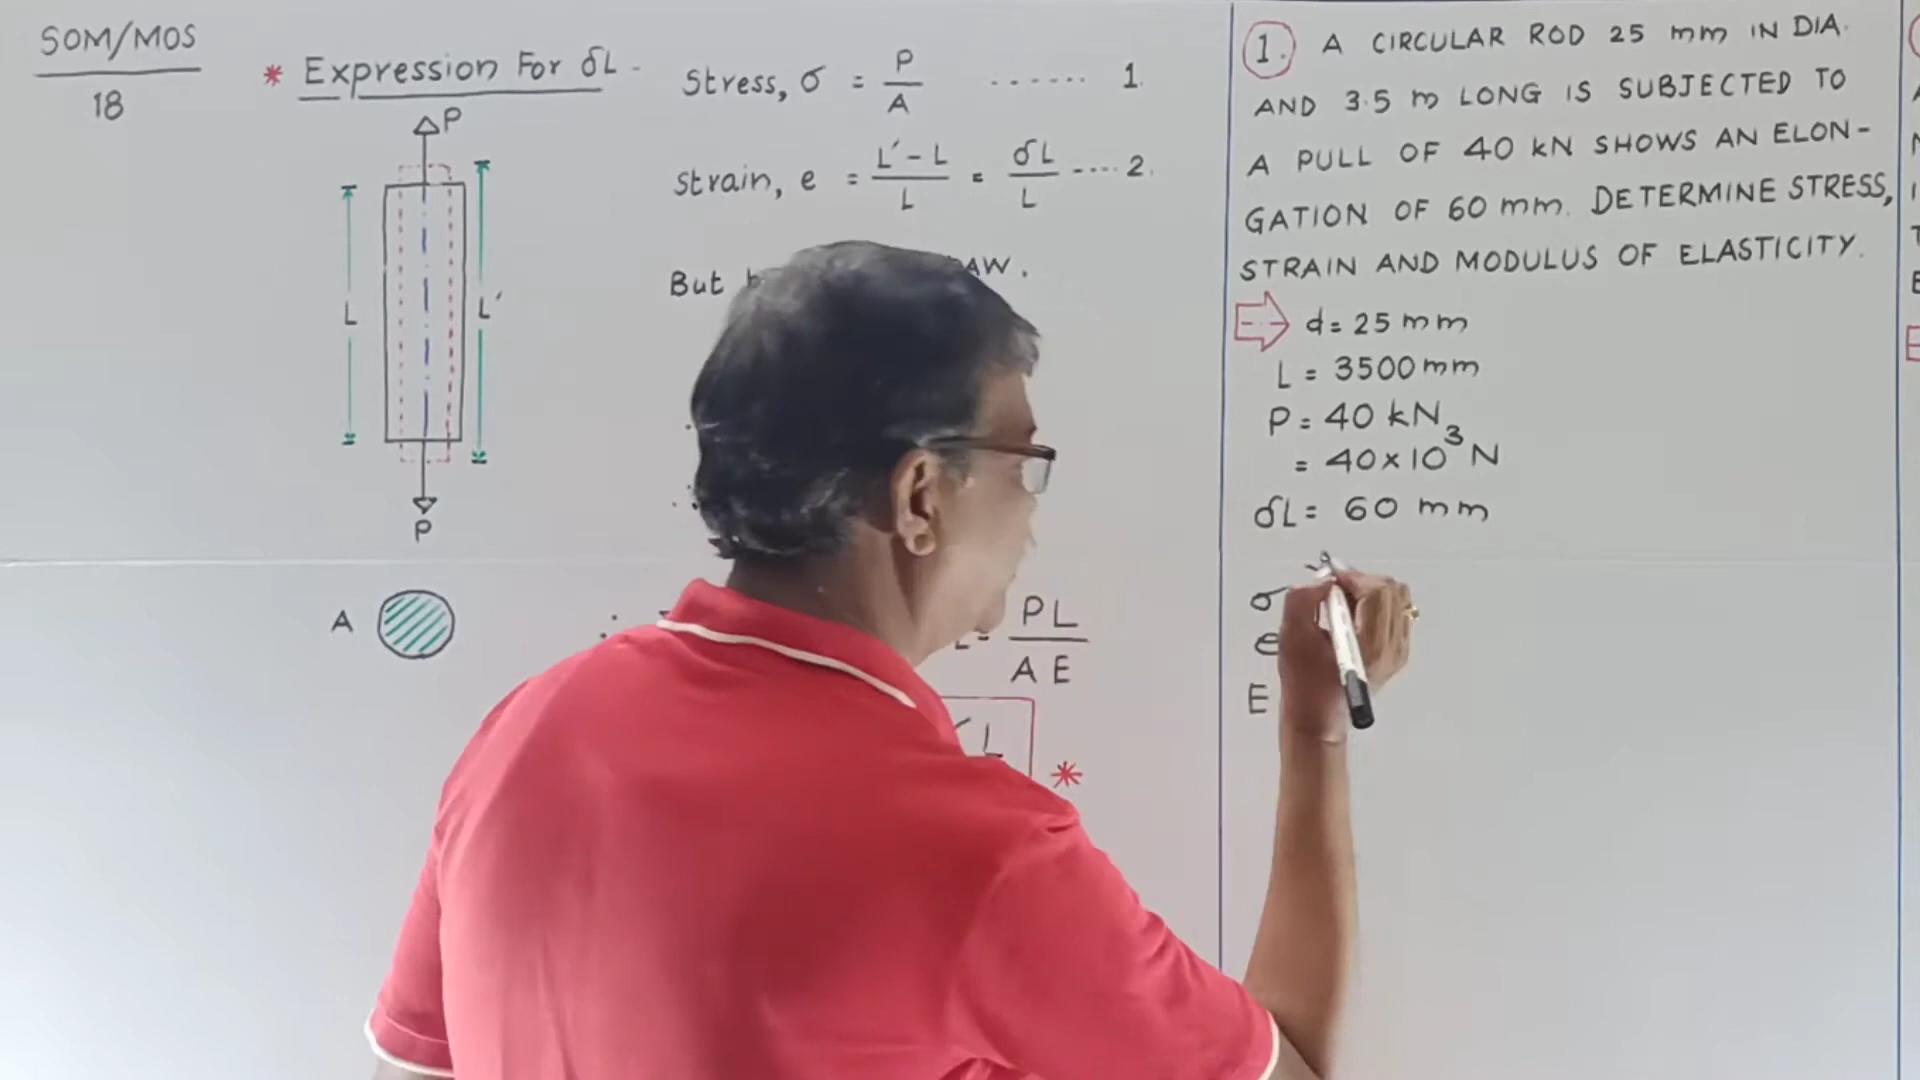 SOM/MOS
18
* Expression For δL.
P
L
L'
P
A
Stress, σ = P/A ...... 1.
Strain, e = L'-L/L = δL/L ....2.
But
∴
∴
∴
= PL/AE
L
*
1. A CIRCULAR ROD 25 mm IN DIA.
AND 3.5 m LONG IS SUBJECTED TO
A PULL OF 40 kN SHOWS AN ELON-
GATION OF 60 mm. DETERMINE STRESS,
STRAIN AND MODULUS OF ELASTICITY.
d = 25 mm
L = 3500 mm
P = 40 kN
= 40×10³ N
δL = 60 mm
σ
e
E